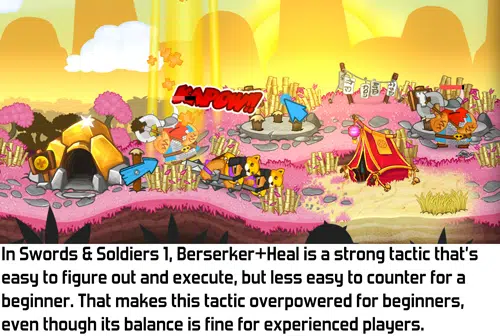 KAPOW!!
In Swords & Soldiers 1, Berserker+Heal is a strong tactic that's
easy to figure out and execute, but less easy to counter for a
beginner. That makes this tactic overpowered for beginners,
even though its balance is fine for experienced players.